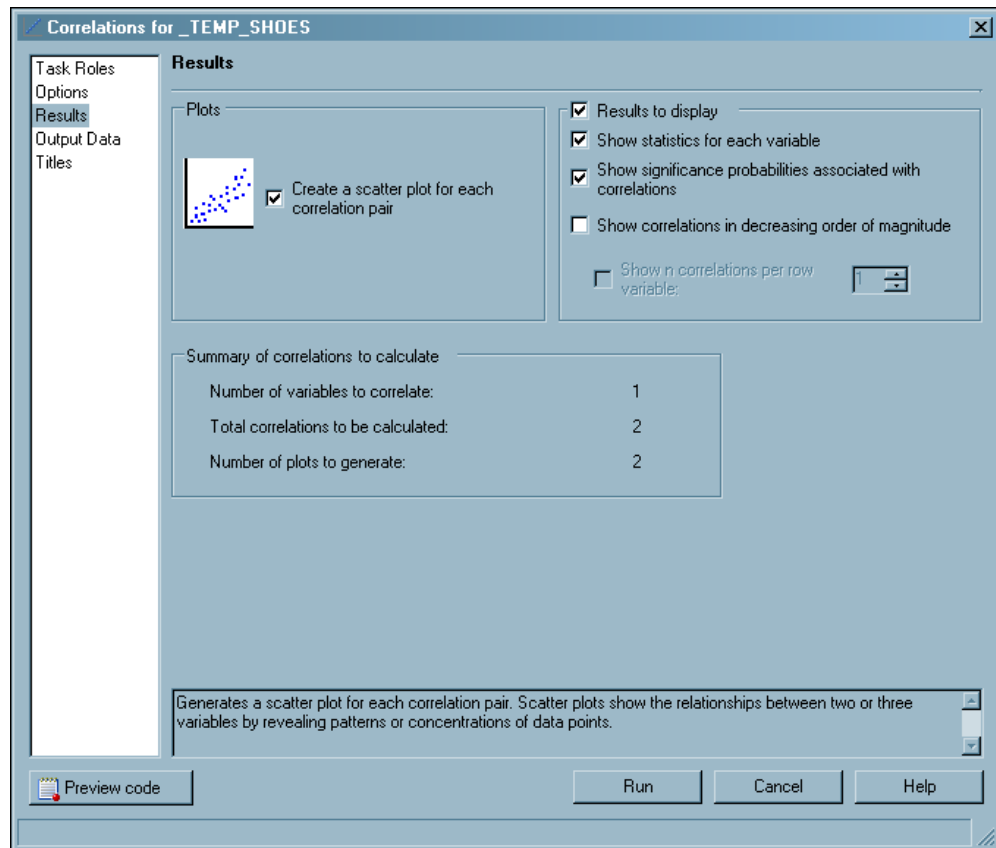 Correlations for _TEMP_SHOES
Task Roles
Options
Results
Output Data
Titles
Results
Plots
Create a scatter plot for each
correlation pair
Results to display
Show statistics for each variable
Show significance probabilities associated with
correlations
Show correlations in decreasing order of magnitude
Show n correlations per row
variable:
1
Summary of correlations to calculate
Number of variables to correlate: 1
Total correlations to be calculated: 2
Number of plots to generate: 2
Generates a scatter plot for each correlation pair. Scatter plots show the relationships between two or three
variables by revealing patterns or concentrations of data points.
Preview code
Run
Cancel
Help